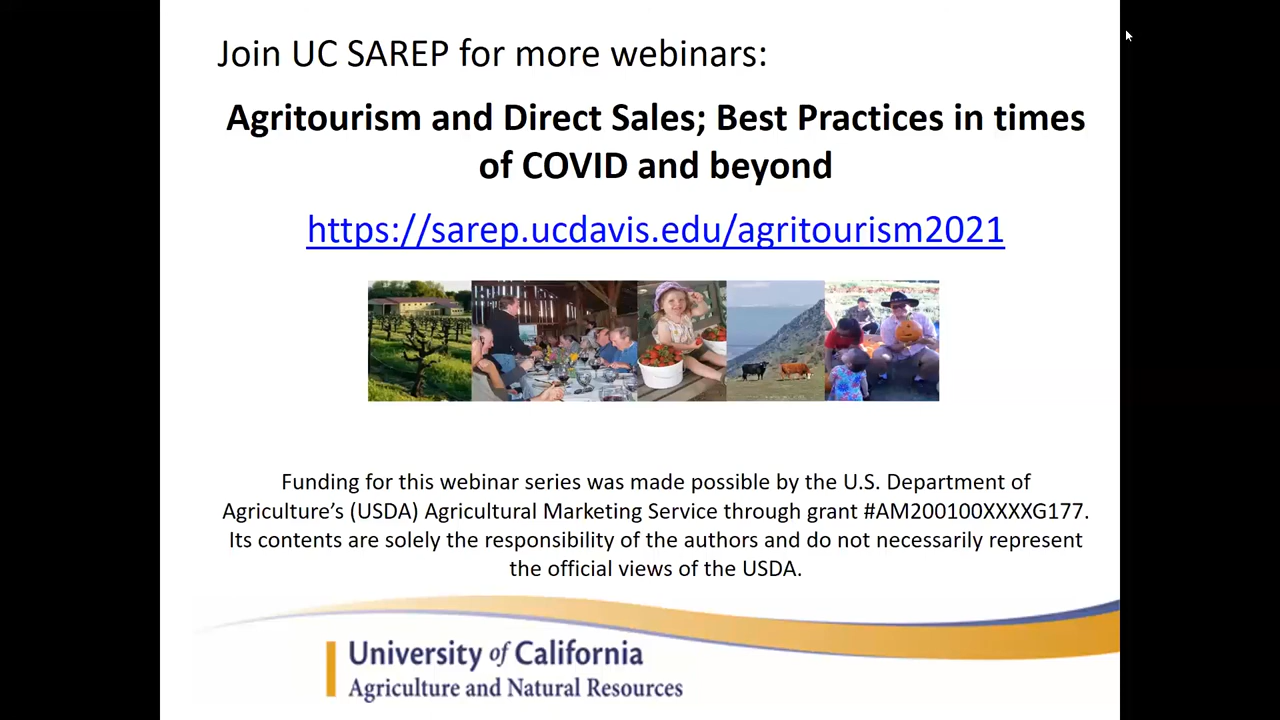 Join UC SAREP for more webinars:
Agritourism and Direct Sales; Best Practices in times
of COVID and beyond
https://sarep.ucdavis.edu/agritourism2021
Funding for this webinar series was made possible by the U.S. Department of
Agriculture’s (USDA) Agricultural Marketing Service through grant #AM200100XXXXG177.
Its contents are solely the responsibility of the authors and do not necessarily represent
the official views of the USDA.
University of California
Agriculture and Natural Resources